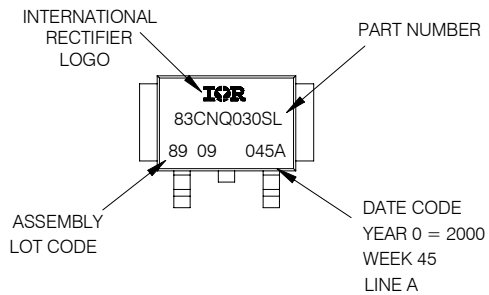 INTERNATIONAL
RECTIFIER
LOGO
PART NUMBER
IOR
83CNQ030SL
89 09 045A
ASSEMBLY
LOT CODE
DATE CODE
YEAR 0 = 2000
WEEK 45
LINE A